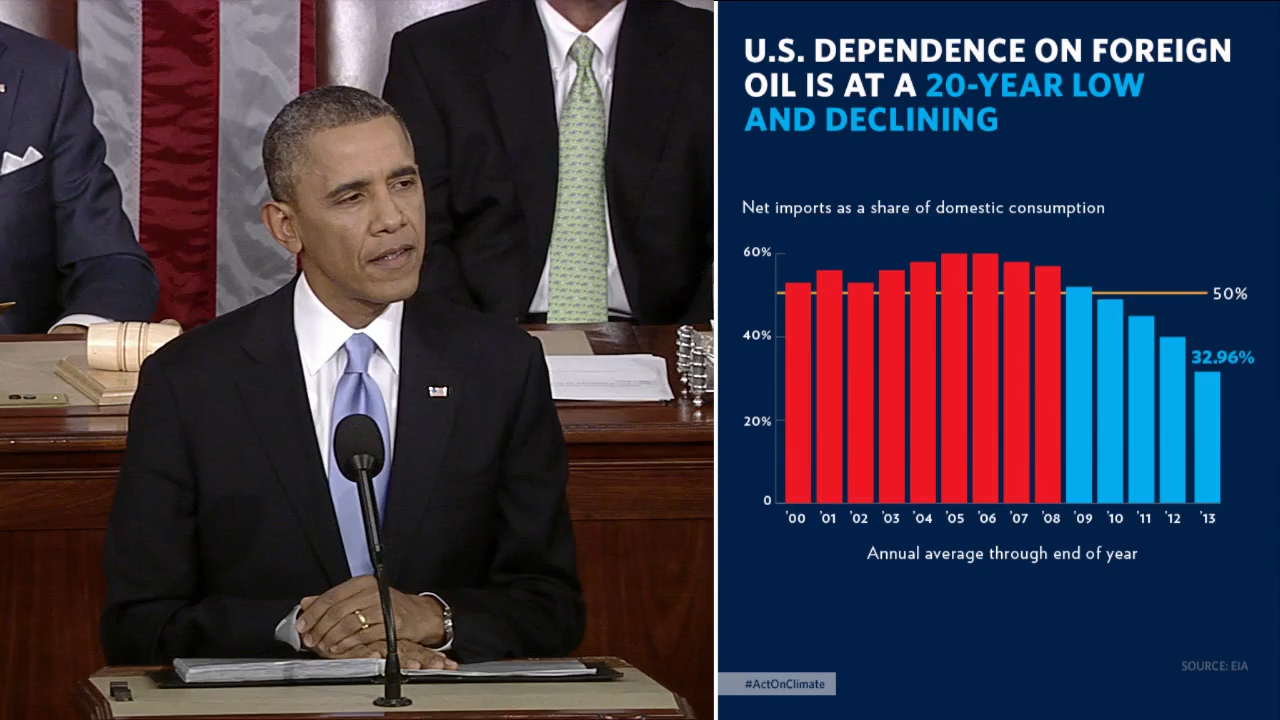 U.S. DEPENDENCE ON FOREIGN
OIL IS AT A 20-YEAR LOW
AND DECLINING
Net imports as a share of domestic consumption
60%
50%
40%
32.96%
20%
0
'00 '01 '02 '03 '04 '05 '06 '07 '08 '09 '10 '11 '12 '13
Annual average through end of year
SOURCE: EIA
#ActOnClimate